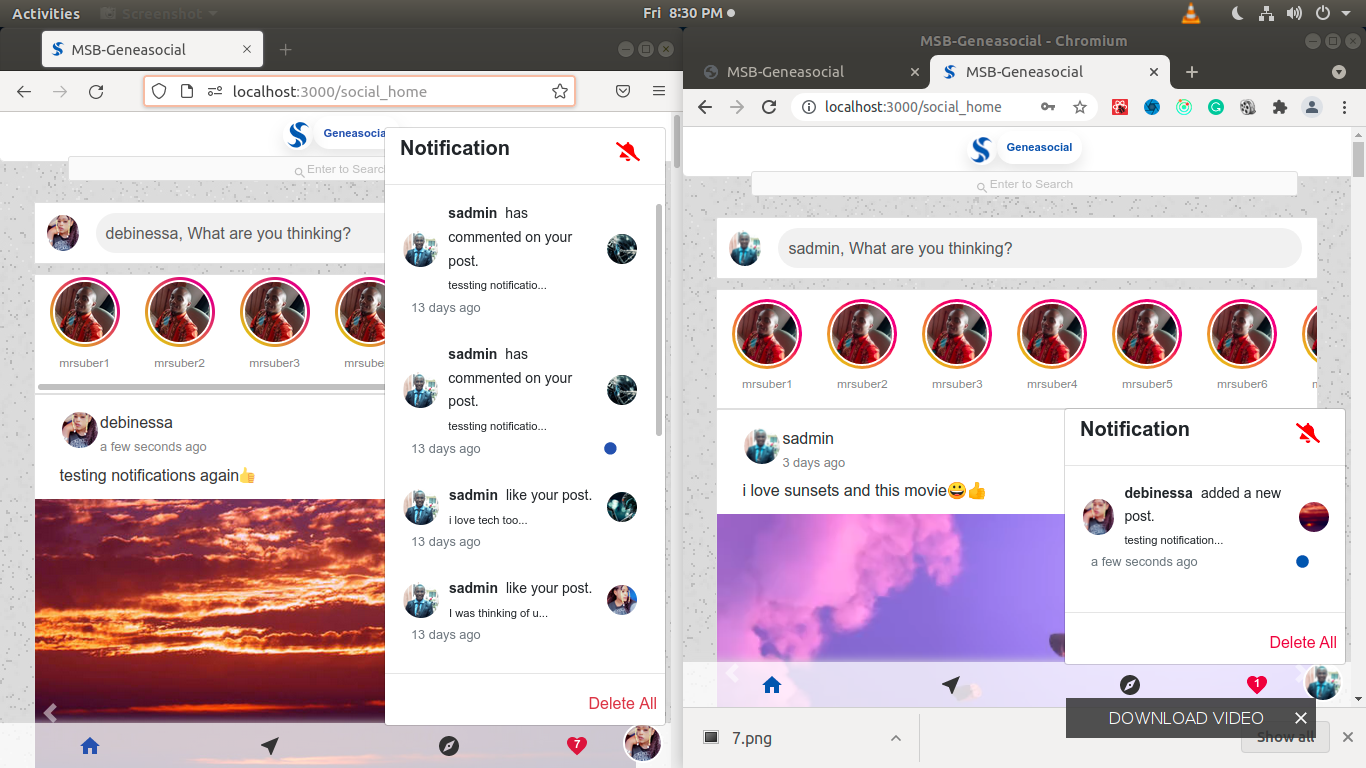 Activities
Screenshot
Fri 8:30 PM
MSB-Geneasocial
localhost:3000/social_home
Geneasocial
Enter to Search
debinessa, What are you thinking?
mrsuber1
mrsuber2
mrsuber3
debinessa
a few seconds ago
testing notifications again👍
Notification
sadmin has
commented on your
post.
tessting notificatio...
13 days ago
sadmin has
commented on your
post.
tessting notificatio...
13 days ago
sadmin like your post.
i love tech too...
13 days ago
sadmin like your post.
I was thinking of u...
13 days ago
Delete All
7
MSB-Geneasocial - Chromium
MSB-Geneasocial
MSB-Geneasocial
localhost:3000/social_home
Geneasocial
Enter to Search
sadmin, What are you thinking?
mrsuber1
mrsuber2
mrsuber3
mrsuber4
mrsuber5
mrsuber6
sadmin
3 days ago
i love sunsets and this movie😀👍
Notification
debinessa added a new
post.
testing notification...
a few seconds ago
Delete All
1
DOWNLOAD VIDEO
7.png
Show all